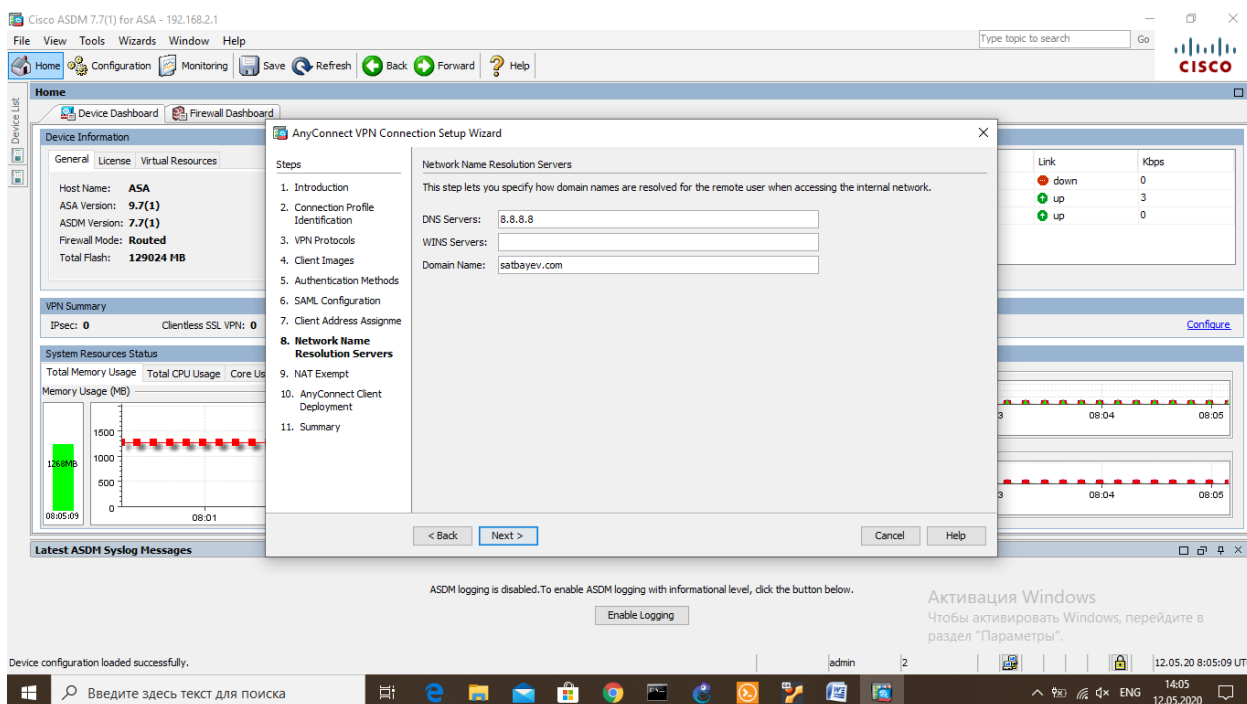 Cisco ASDM 7.7(1) for ASA - 192.168.2.1
File View Tools Wizards Window Help
Type topic to search Go
Home Configuration Monitoring Save Refresh Back Forward Help
CISCO
Device List
Home
Device Dashboard Firewall Dashboard
Device Information
General License Virtual Resources
Host Name: ASA
ASA Version: 9.7(1)
ASDM Version: 7.7(1)
Firewall Mode: Routed
Total Flash: 129024 MB
Link Kbps
down 0
up 3
up 0
VPN Summary
IPsec: 0 Clientless SSL VPN: 0
Configure
System Resources Status
Total Memory Usage Total CPU Usage Core Us
Memory Usage (MB)
1268MB
08:05:09
1500
1000
500
0
08:01
3 08:04 08:05
3 08:04 08:05
AnyConnect VPN Connection Setup Wizard
Steps
1. Introduction
2. Connection Profile
Identification
3. VPN Protocols
4. Client Images
5. Authentication Methods
6. SAML Configuration
7. Client Address Assignme
8. Network Name
Resolution Servers
9. NAT Exempt
10. AnyConnect Client
Deployment
11. Summary
Network Name Resolution Servers
This step lets you specify how domain names are resolved for the remote user when accessing the internal network.
DNS Servers: 8.8.8.8
WINS Servers:
Domain Name: satbayev.com
< Back Next > Cancel Help
Latest ASDM Syslog Messages
ASDM logging is disabled.To enable ASDM logging with informational level, click the button below.
Enable Logging
Активация Windows
Чтобы активировать Windows, перейдите в
раздел "Параметры".
Device configuration loaded successfully.
admin 2 12.05.20 8:05:09 UT
Введите здесь текст для поиска
ENG
14:05
12.05.2020